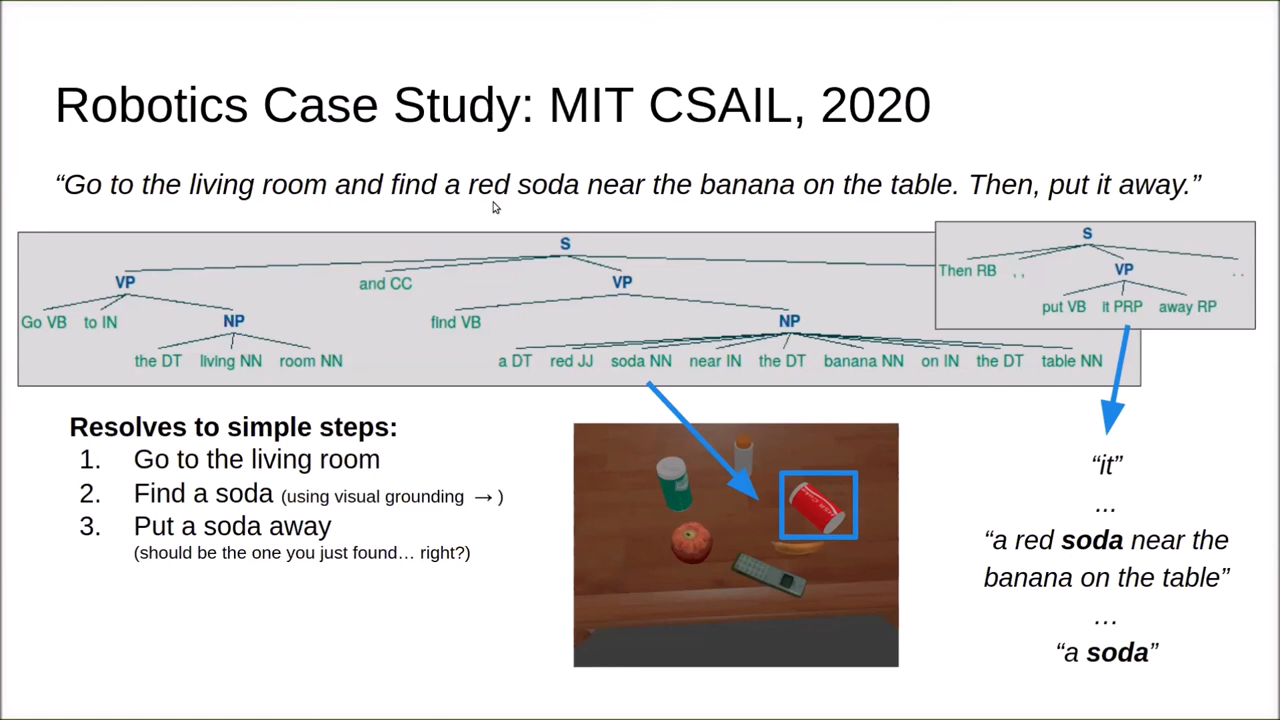 Robotics Case Study: MIT CSAIL, 2020
“Go to the living room and find a red soda near the banana on the table. Then, put it away.”
S
VP
and CC
VP
Go VB to IN
NP
find VB
NP
the DT living NN room NN
a DT red JJ soda NN near IN the DT banana NN on IN the DT table NN
S
Then RB , ,
VP
. .
put VB it PRP away RP
Resolves to simple steps:
1. Go to the living room
2. Find a soda (using visual grounding → )
3. Put a soda away
(should be the one you just found… right?)
“it”
...
“a red soda near the
banana on the table”
…
“a soda”